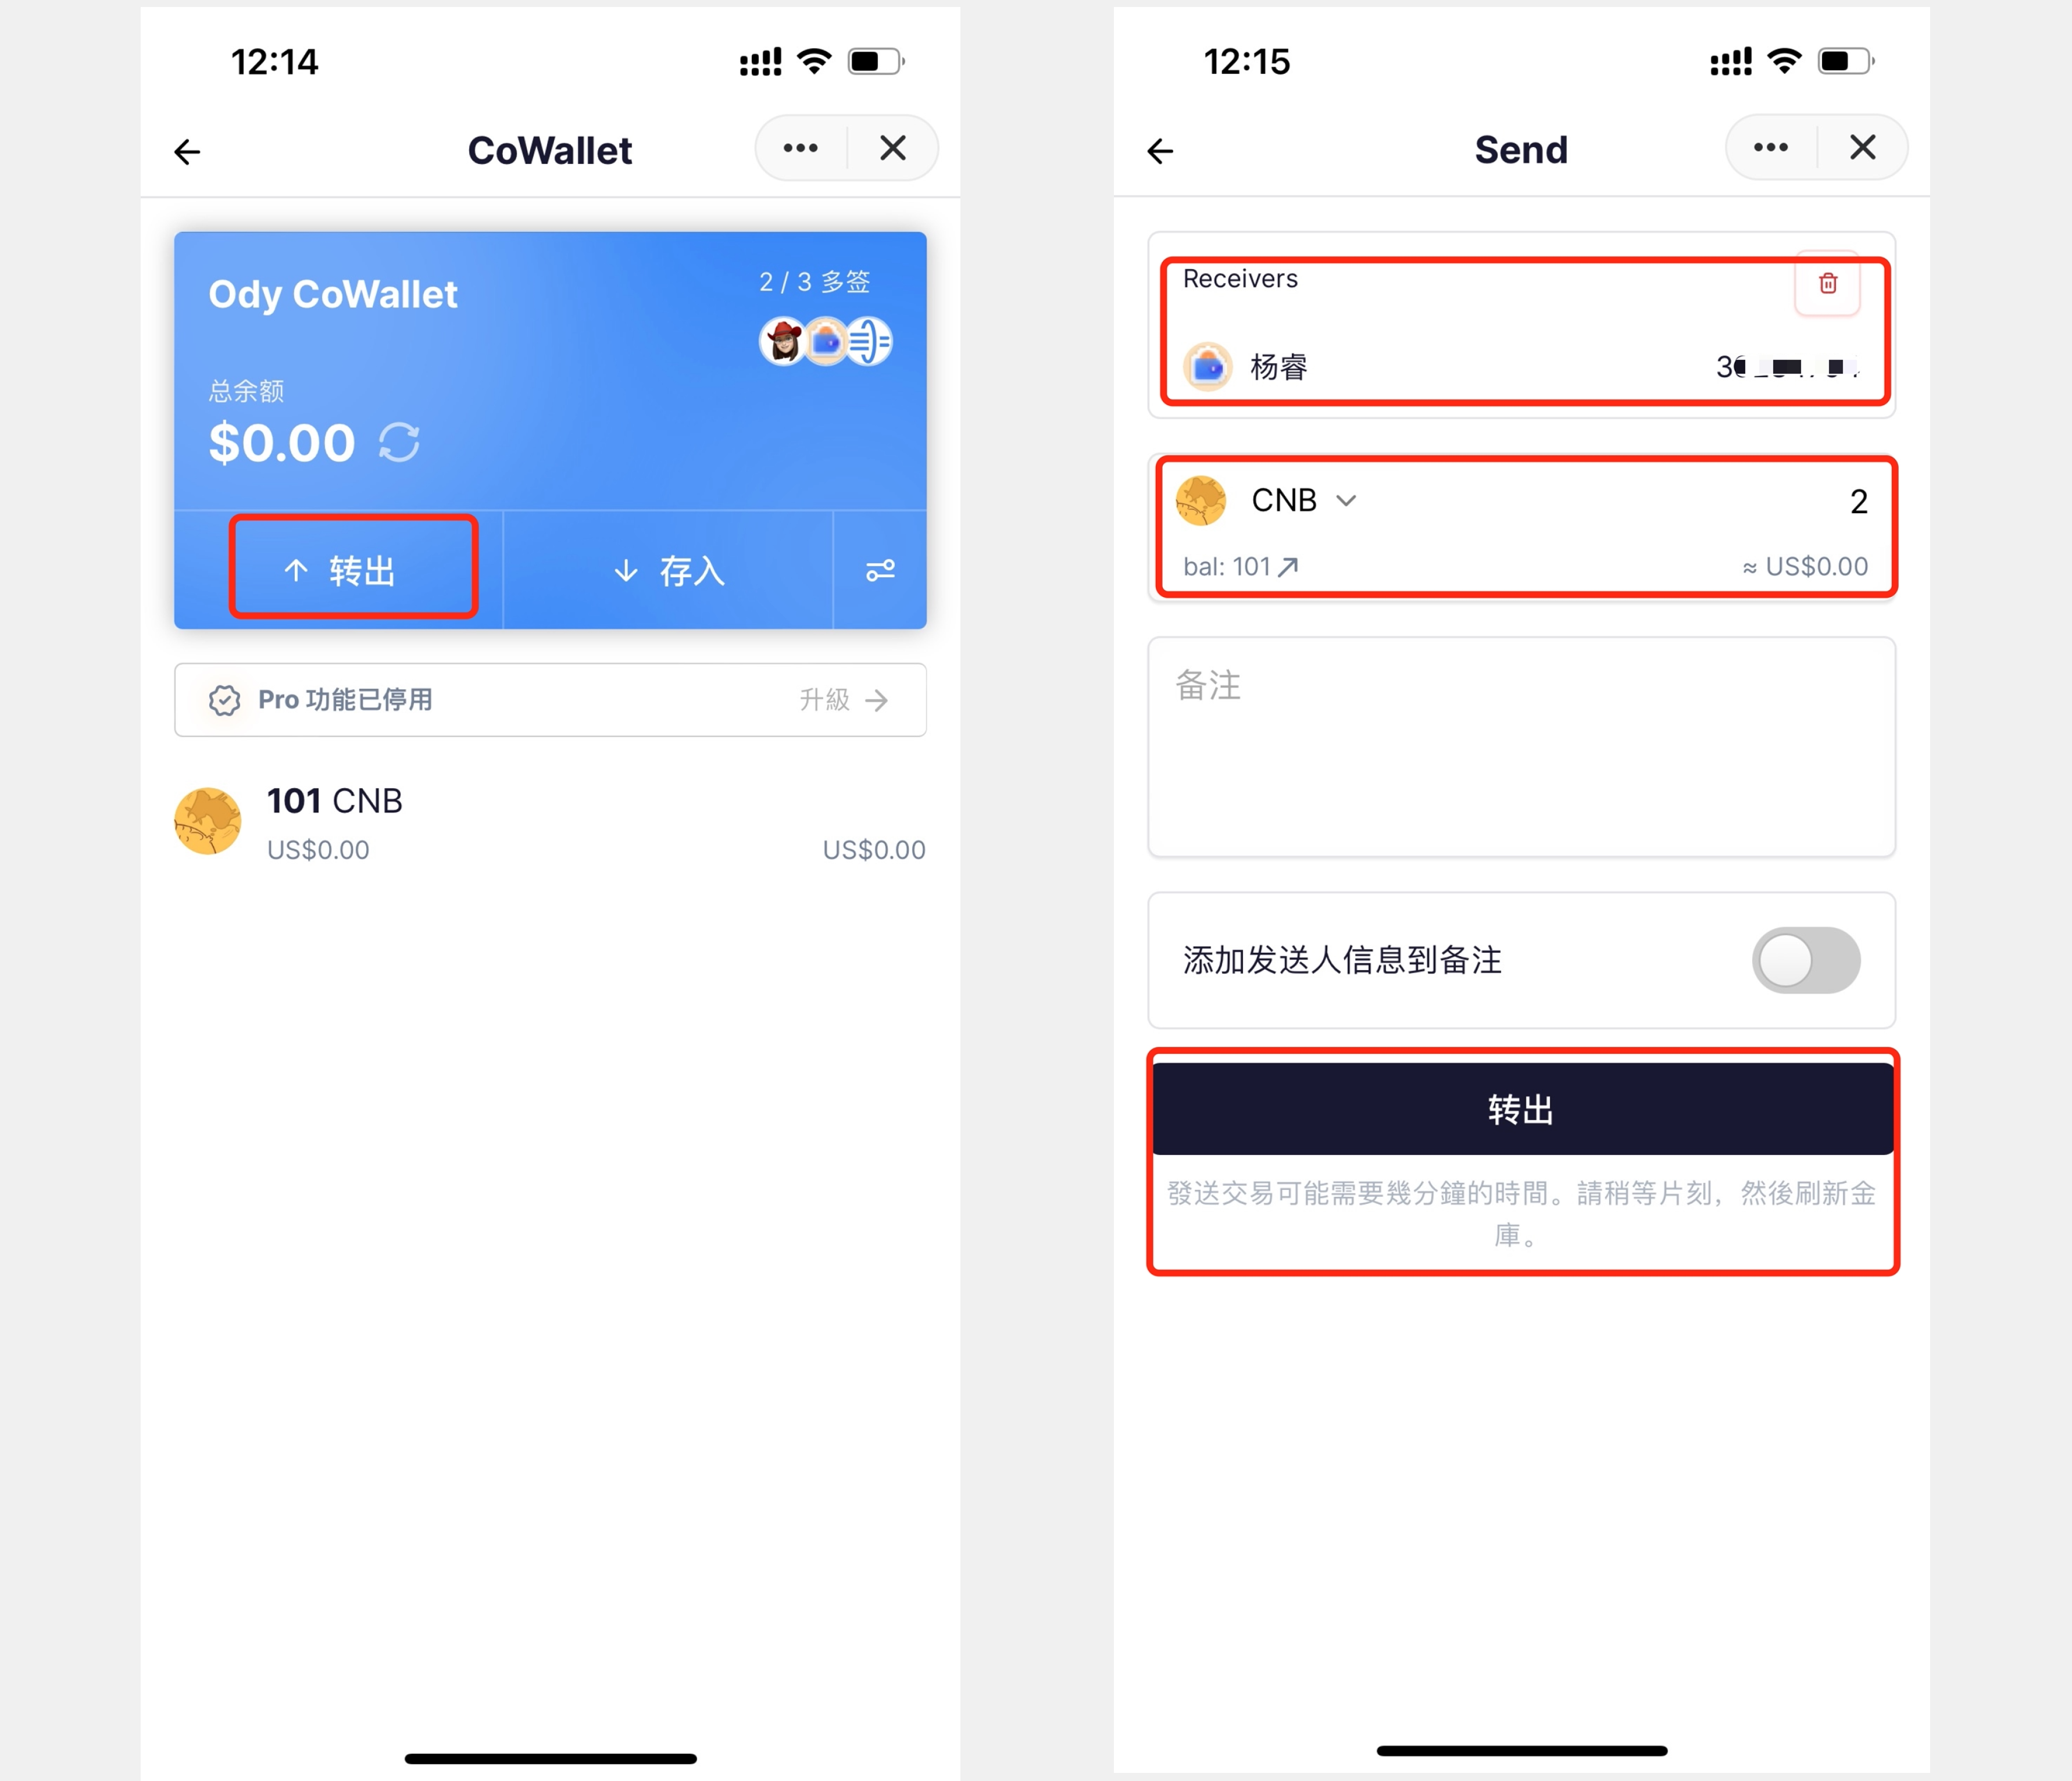 12:14
CoWallet
Ody CoWallet
2 / 3 多签
总余额
$0.00
转出
存入
Pro 功能已停用
升級
101 CNB
US$0.00
US$0.00
12:15
Send
Receivers
杨睿
CNB
2
bal: 101
≈ US$0.00
备注
添加发送人信息到备注
转出
發送交易可能需要幾分鐘的時間。請稍等片刻，然後刷新金
庫。